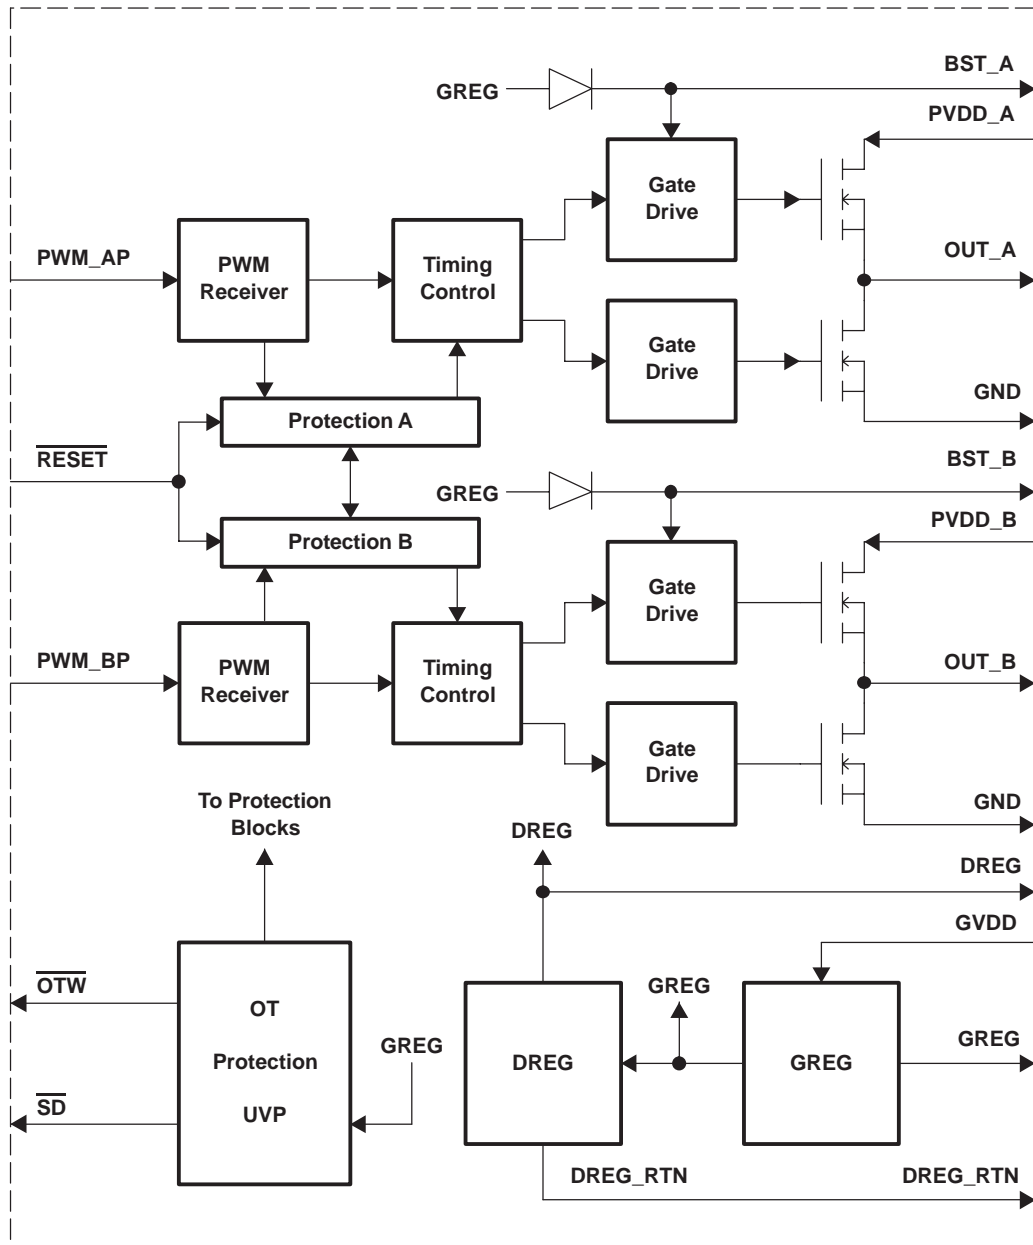 BST_A
GREG
PVDD_A
Gate
Drive
PWM_AP
PWM
Receiver
Timing
Control
OUT_A
Gate
Drive
GND
Protection A
RESET
BST_B
GREG
PVDD_B
Protection B
Gate
Drive
PWM_BP
PWM
Receiver
Timing
Control
OUT_B
Gate
Drive
GND
To Protection
Blocks
DREG
DREG
GVDD
OTW
OT
Protection
UVP
GREG
GREG
DREG
GREG
GREG
SD
DREG_RTN
DREG_RTN